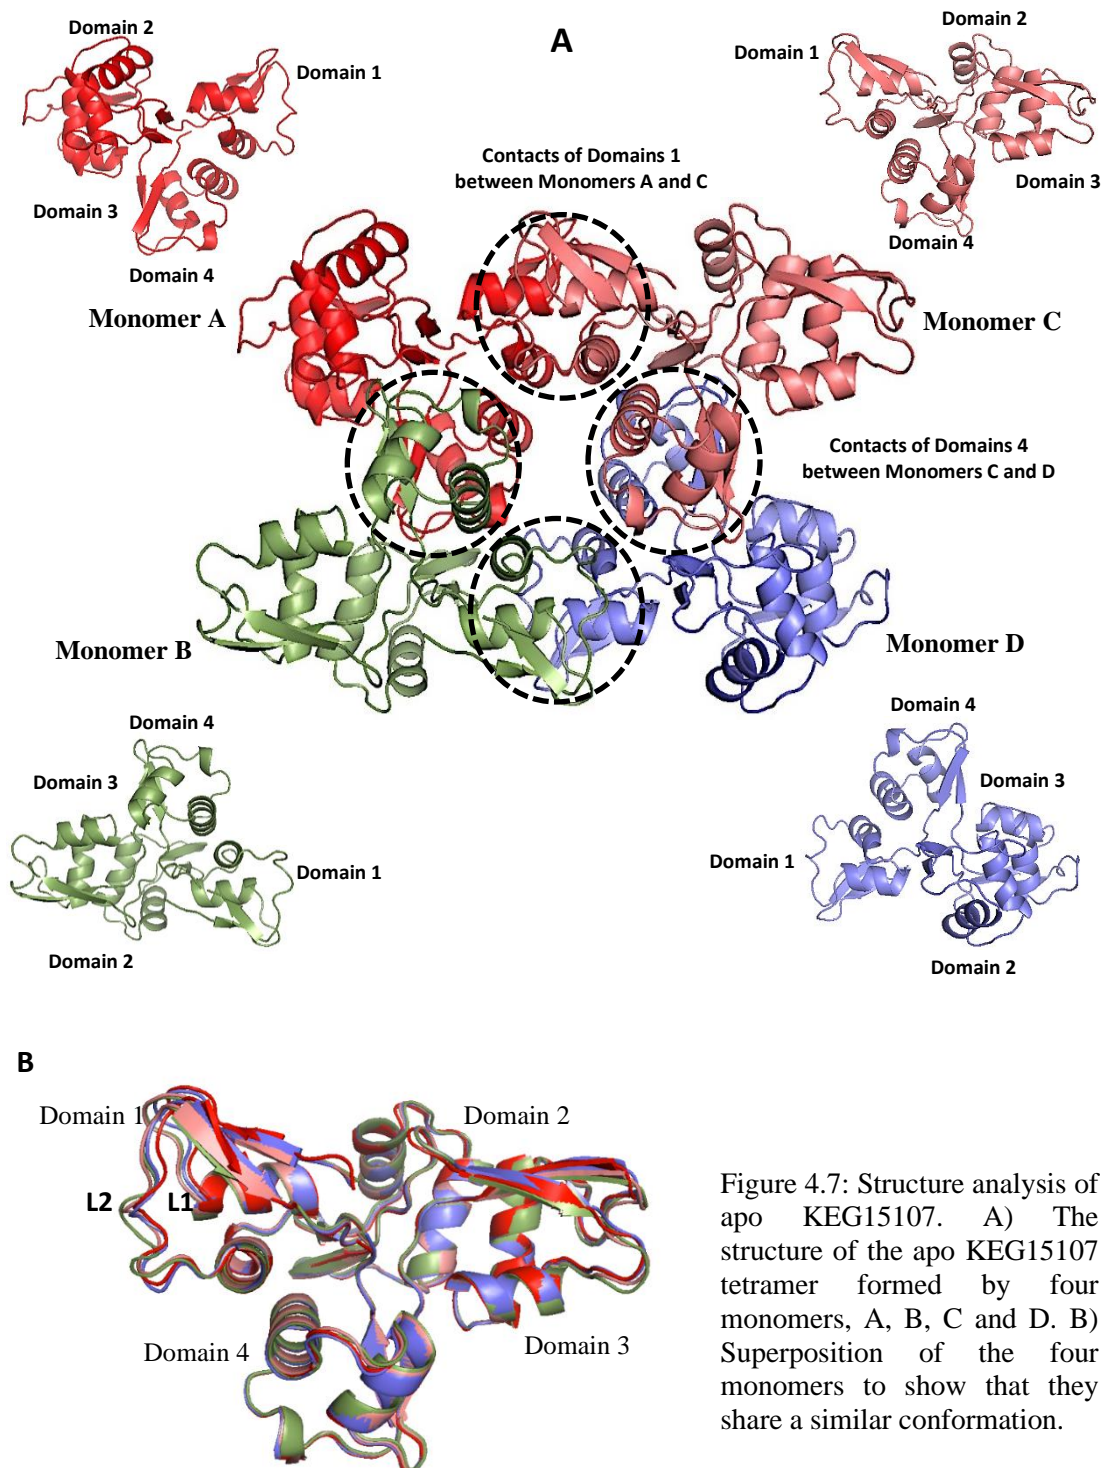 A
Domain 2
Domain 1
Domain 3
Domain 4
Domain 2
Domain 1
Domain 3
Domain 4
Contacts of Domains 1
between Monomers A and C
Monomer A
Monomer C
Contacts of Domains 4
between Monomers C and D
Monomer B
Monomer D
Domain 4
Domain 3
Domain 1
Domain 2
Domain 4
Domain 3
Domain 1
Domain 2
B
Domain 1
Domain 2
L2
L1
Domain 4
Domain 3
Figure 4.7: Structure analysis of
apo KEG15107. A) The
structure of the apo KEG15107
tetramer formed by four
monomers, A, B, C and D. B)
Superposition of the four
monomers to show that they
share a similar conformation.